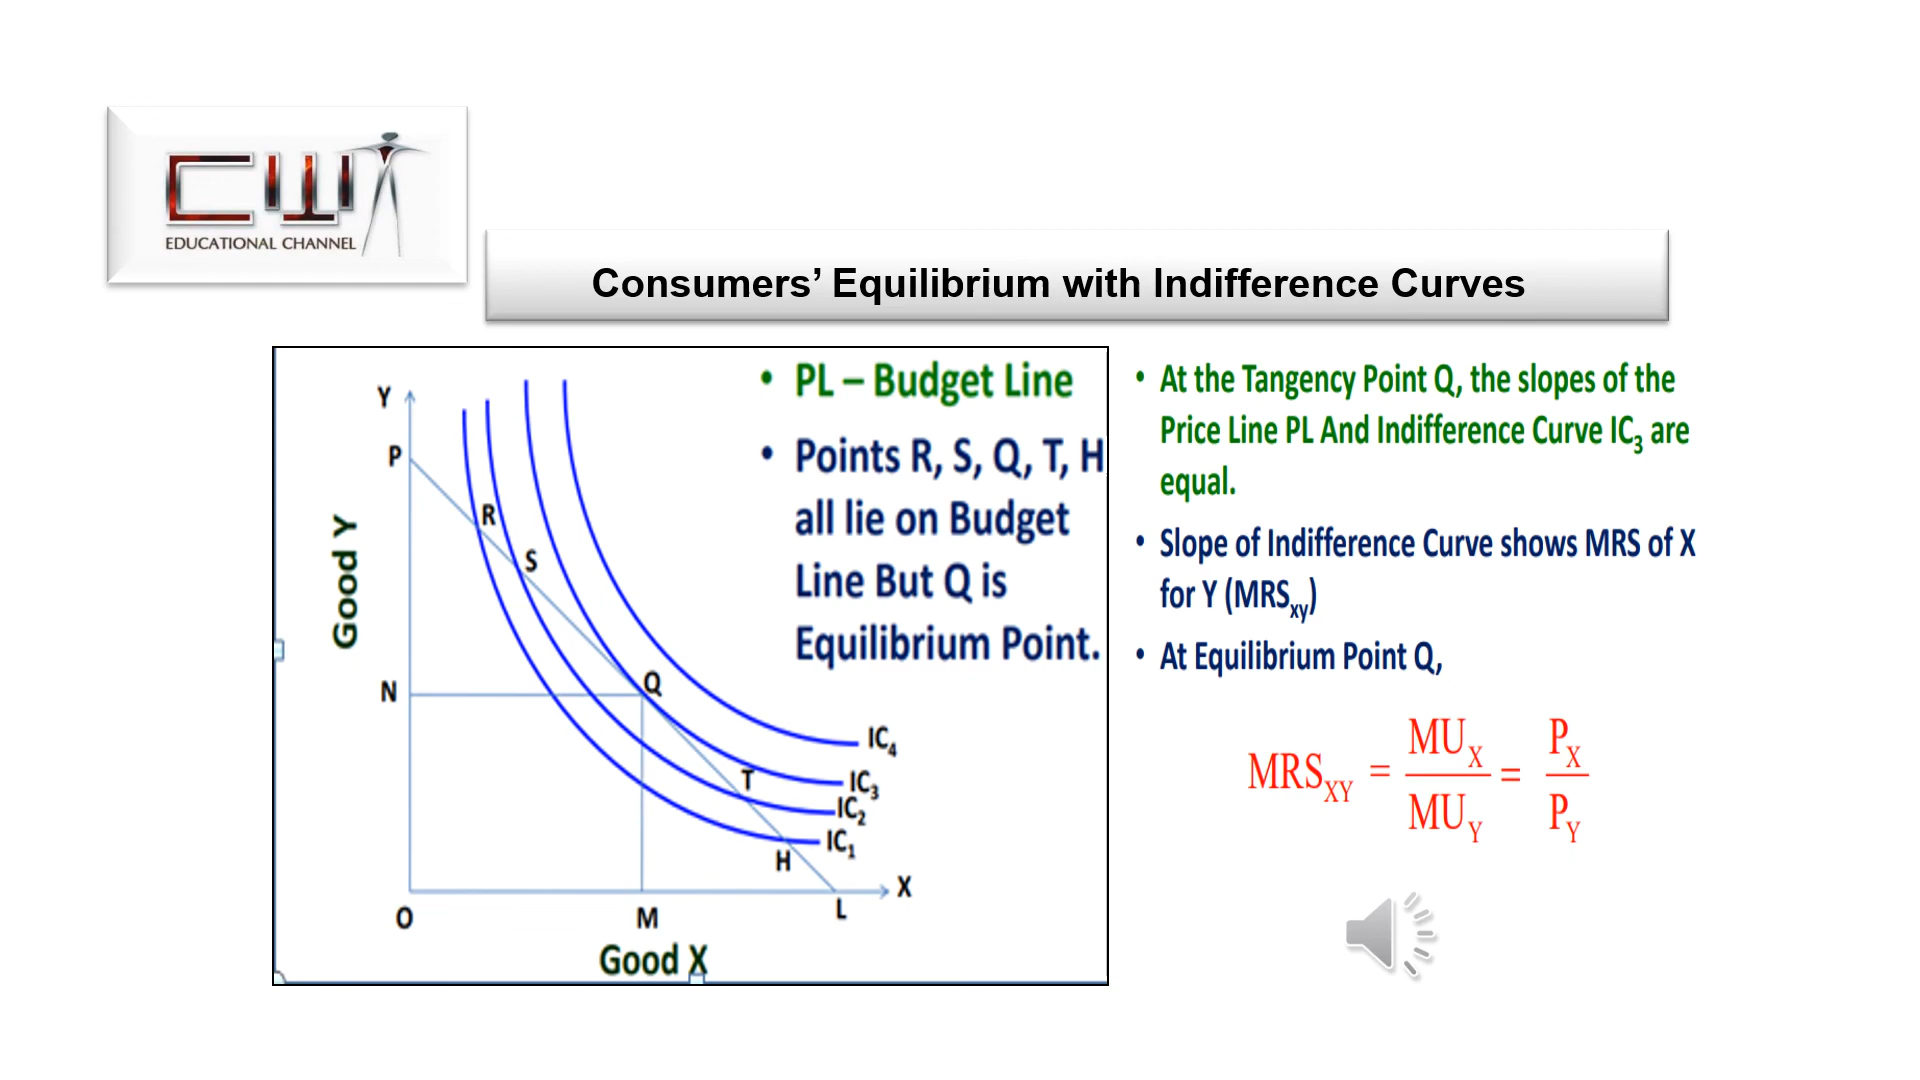 CWT
EDUCATIONAL CHANNEL
Consumers’ Equilibrium with Indifference Curves
• PL – Budget Line
• Points R, S, Q, T, H
all lie on Budget
Line But Q is
Equilibrium Point.
Y
P
R
S
Good Y
N
Q
IC4
T
IC3
IC2
IC1
H
X
O
M
L
Good X
• At the Tangency Point Q, the slopes of the
Price Line PL And Indifference Curve IC3 are
equal.
• Slope of Indifference Curve shows MRS of X
for Y (MRSxy)
• At Equilibrium Point Q,
MRSXY = MUX / MUY = PX / PY